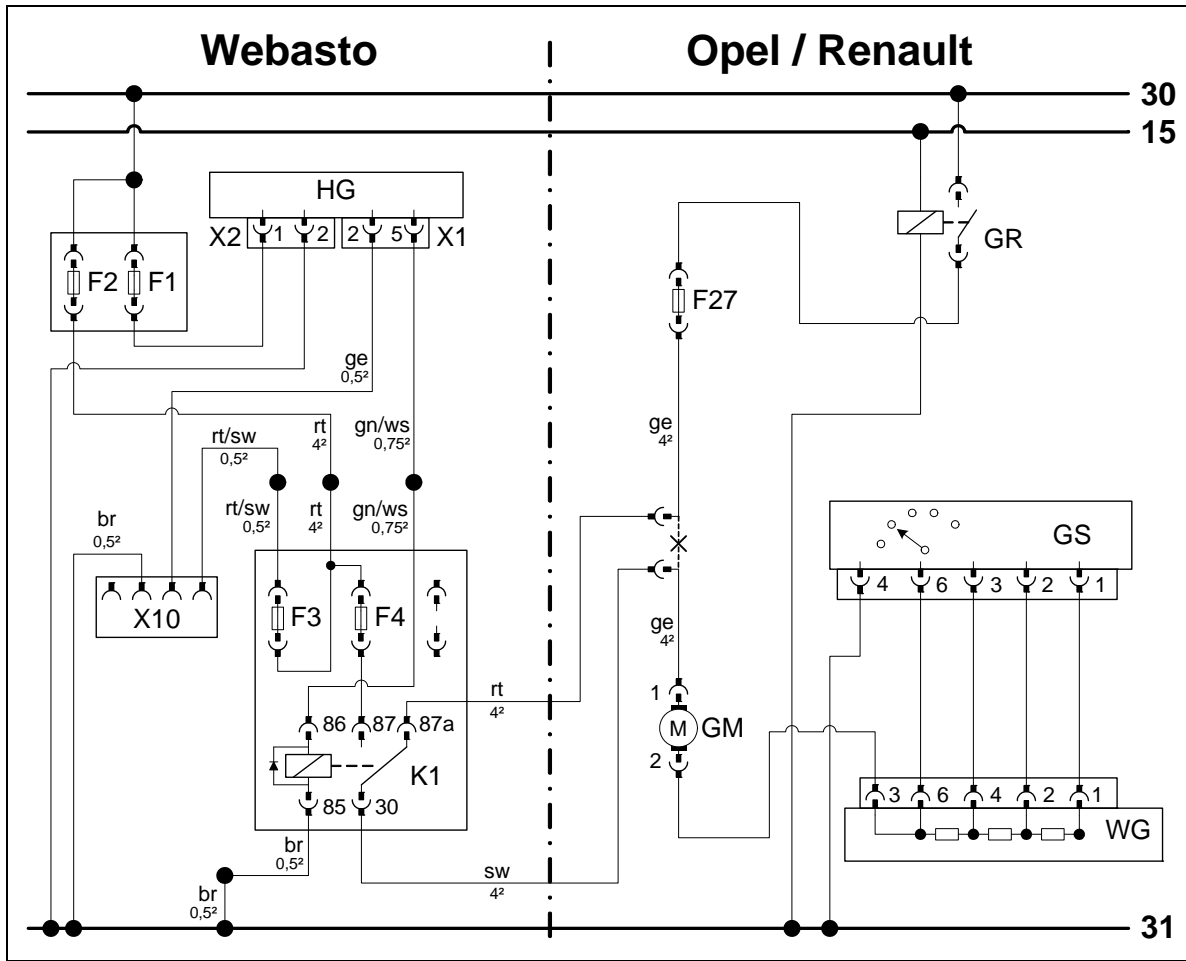 Webasto
Opel / Renault
30
15
HG
X2 1 2 2 5 X1
GR
F2 F1
F27
ge
0,5²
rt/sw
0,5²
rt
4²
gn/ws
0,75²
ge
4²
br
0,5²
rt/sw
0,5²
rt
4²
gn/ws
0,75²
GS
4 6 3 2 1
X10
F3 F4
ge
4²
rt
4²
1
M GM
2
86 87 87a
K1
85 30
3 6 4 2 1
WG
br
0,5²
sw
4²
br
0,5²
31